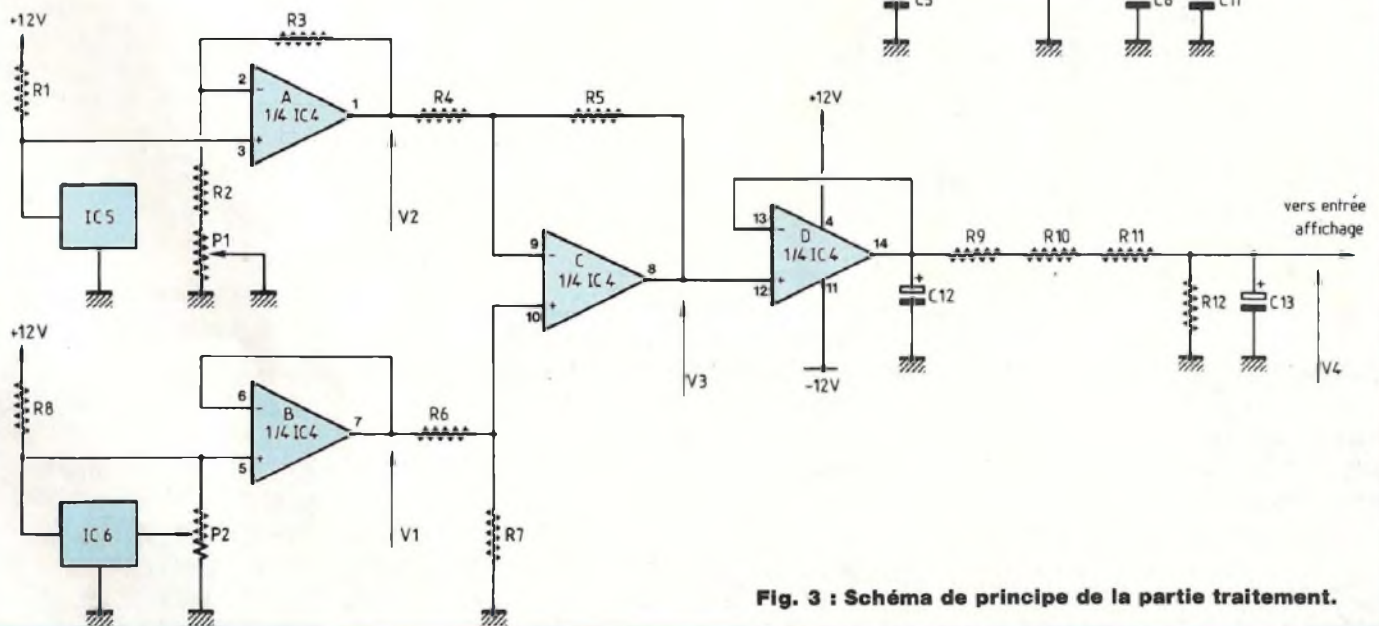 C5
C6
C11
+12V
R3
R1
2
-
A
1/4 IC4
1
3
+
R4
R5
IC5
R2
P1
V2
+12V
13
-
D
4
1/4 IC4
14
12
+
11
-12V
R9
R10
R11
vers entrée
affichage
C12
+
R12
+
C13
V4
9
-
C
1/4 IC4
8
10
+
V3
+12V
R8
6
-
B
1/4 IC4
7
5
+
R6
IC6
P2
V1
R7
Fig. 3 : Schéma de principe de la partie traitement.